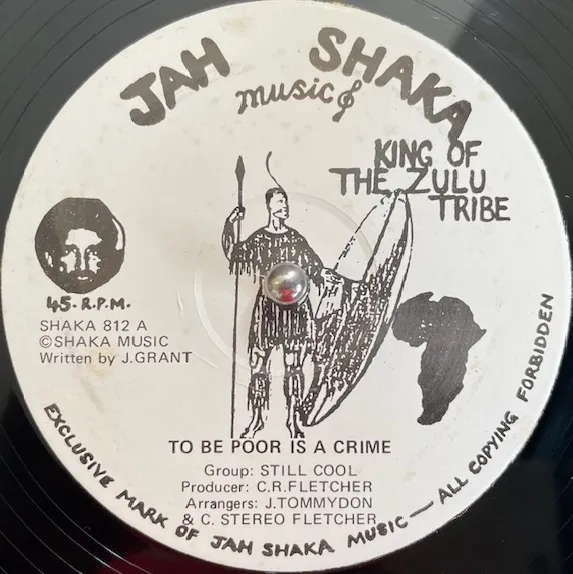 JAH SHAKA
music
KING OF
THE ZULU
TRIBE
45. R.P.M.
SHAKA 812 A
©SHAKA MUSIC
Written by J.GRANT
TO BE POOR IS A CRIME
Group: STILL COOL
Producer: C.R.FLETCHER
Arrangers: J.TOMMYDON
& C. STEREO FLETCHER
EXCLUSIVE MARK OF JAH SHAKA MUSIC — ALL COPYING FORBIDDEN